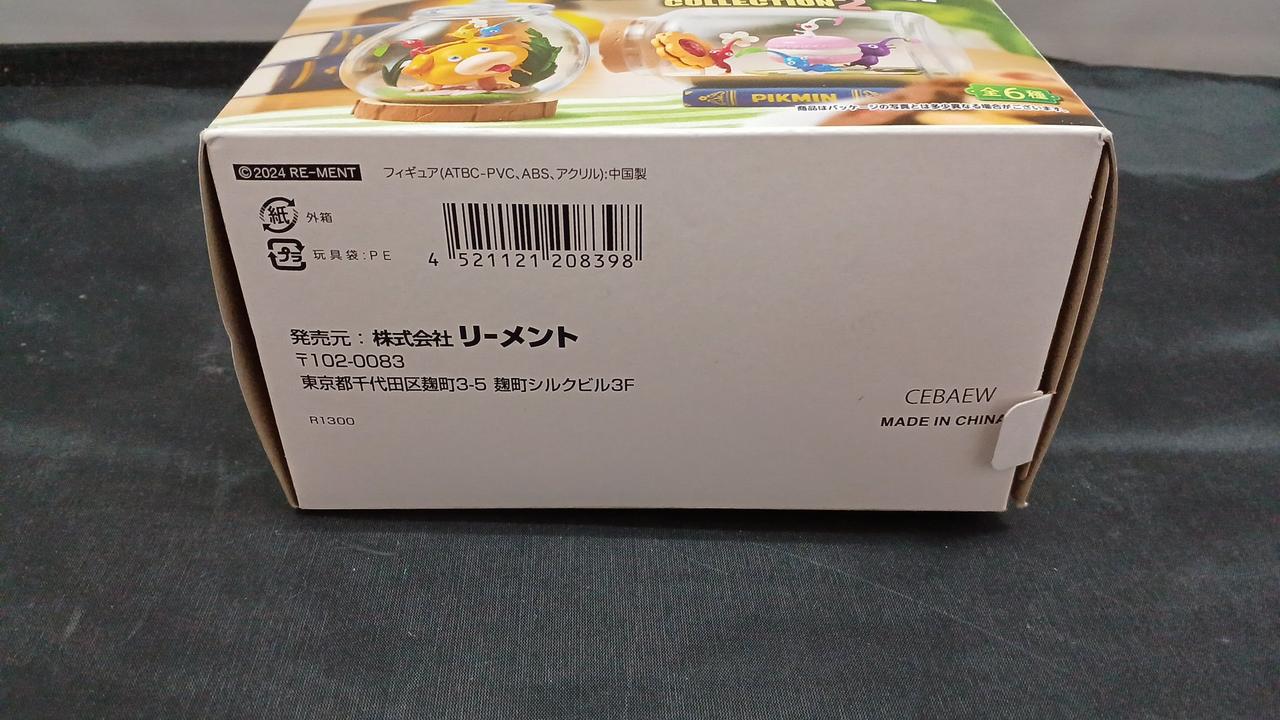 COLLECTION 2
PIKMIN
全6種
商品はパッケージの写真とは多少異なる場合がございます。
©2024 RE-MENT
フィギュア(ATBC-PVC、ABS、アクリル):中国製
紙 外箱
プラ 玩具袋:PE
4 521121 208398
発売元:株式会社 リーメント
〒102-0083
東京都千代田区麹町3-5 麹町シルクビル3F
R1300
CEBAEW
MADE IN CHINA